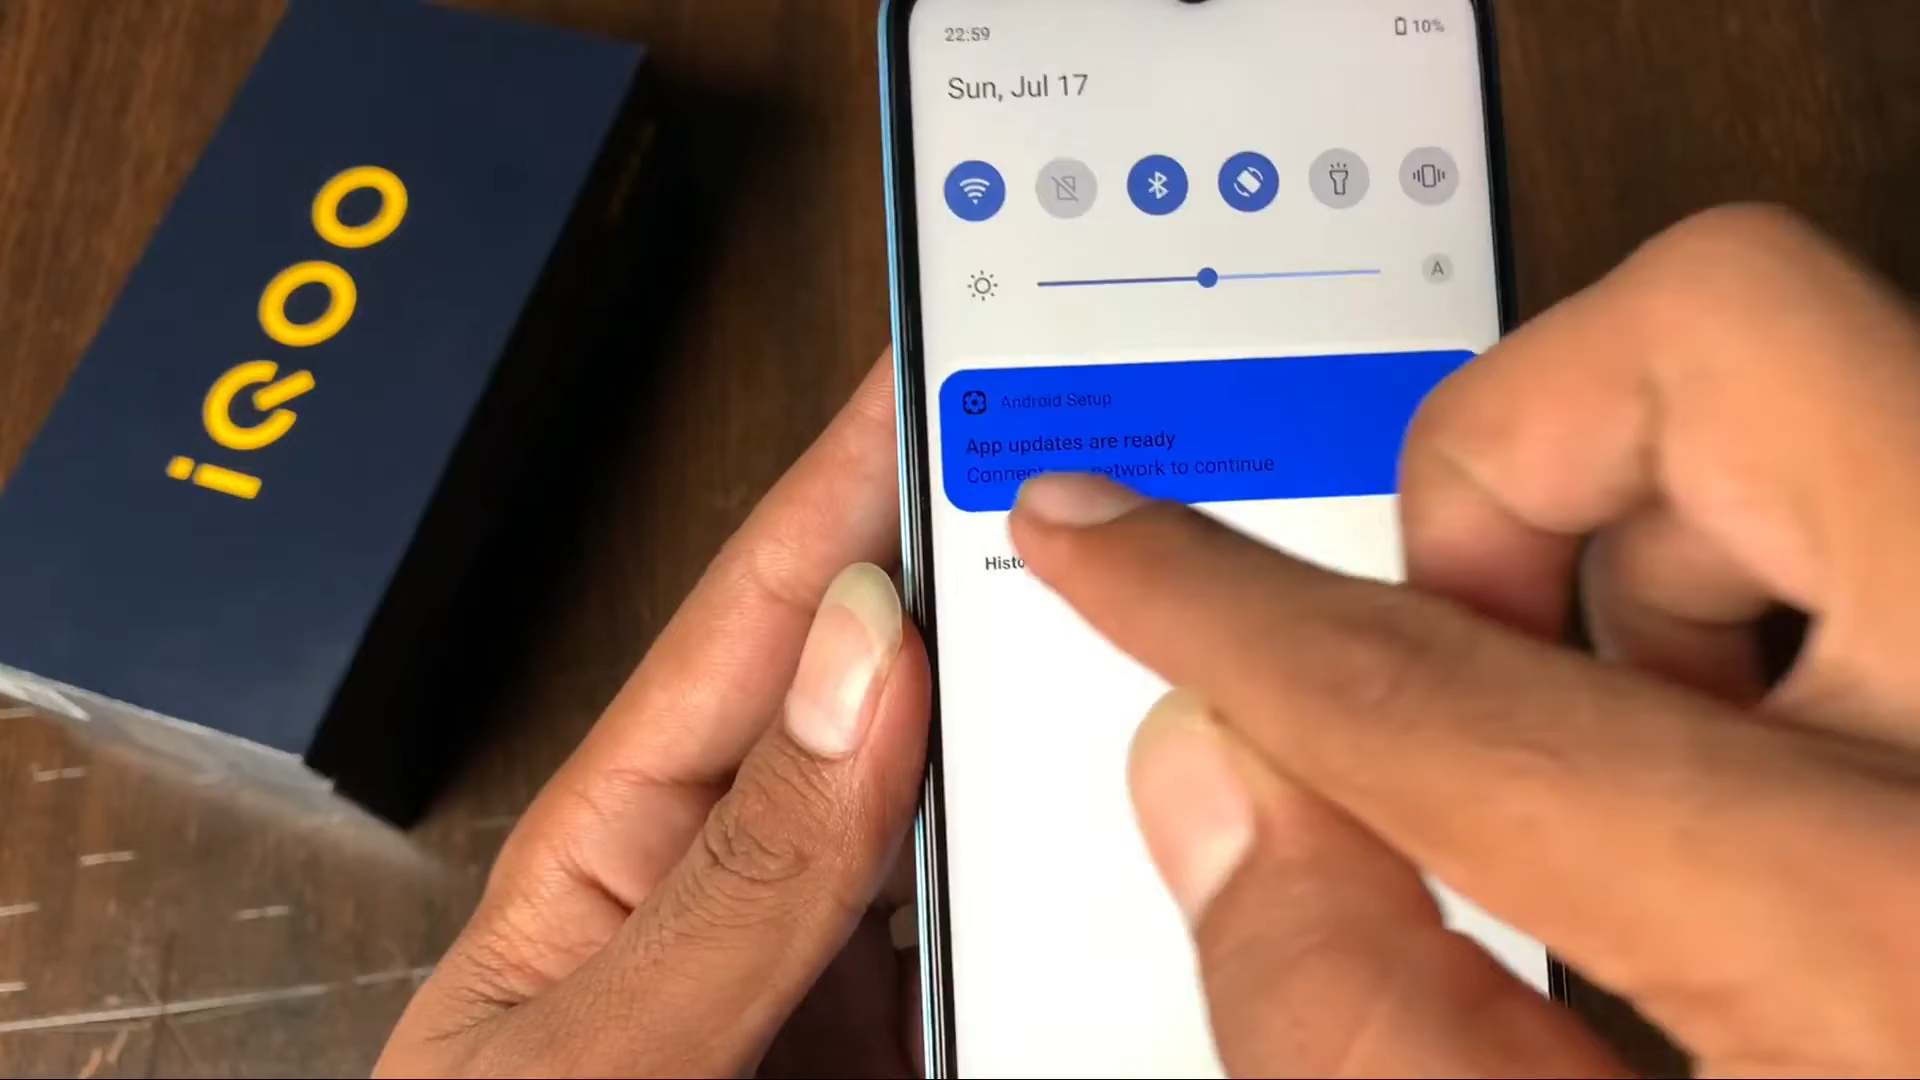 iQOO
22:59
10%
Sun, Jul 17
A
Android Setup
App updates are ready
network to continue